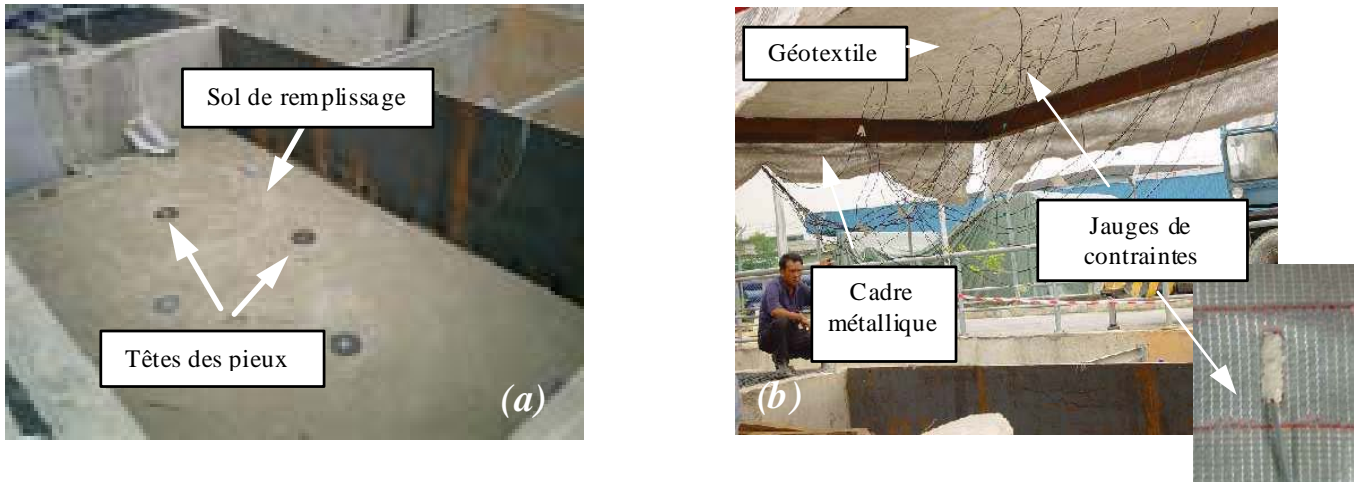 Sol de remplissage
Têtes des pieux
(a)
Géotextile
Jauges de
contraintes
Cadre
métallique
(b)